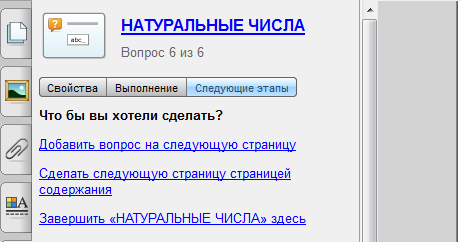 НАТУРАЛЬНЫЕ ЧИСЛА
Вопрос 6 из 6
?
abc_
Свойства Выполнение Следующие этапы
Что бы вы хотели сделать?
Добавить вопрос на следующую страницу
Сделать следующую страницу страницей
содержания
Завершить «НАТУРАЛЬНЫЕ ЧИСЛА» здесь
A